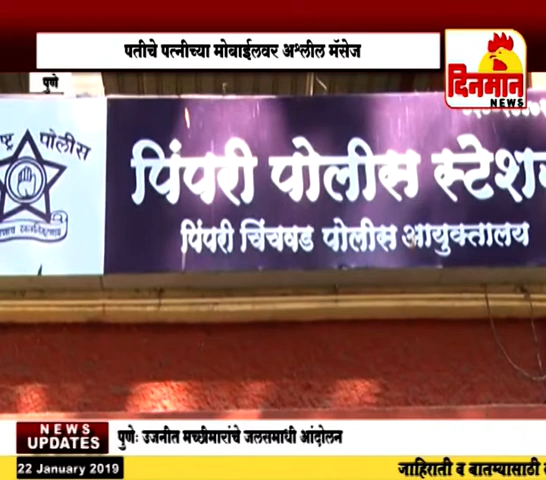 पतीचे पत्नीच्या मोबाईलवर अश्लील मॅसेज
दिनमान
NEWS
पुणे
पोलीस
पिंपरी पोलीस
पिंपरी चिंचवड पोलीस आयुक्तालय
NEWS
UPDATES
पुणे: उजनीत मच्छीमारांचे जलसमाधी आंदोलन
22 January 2019
जाहिराती व बातम्यासाठी